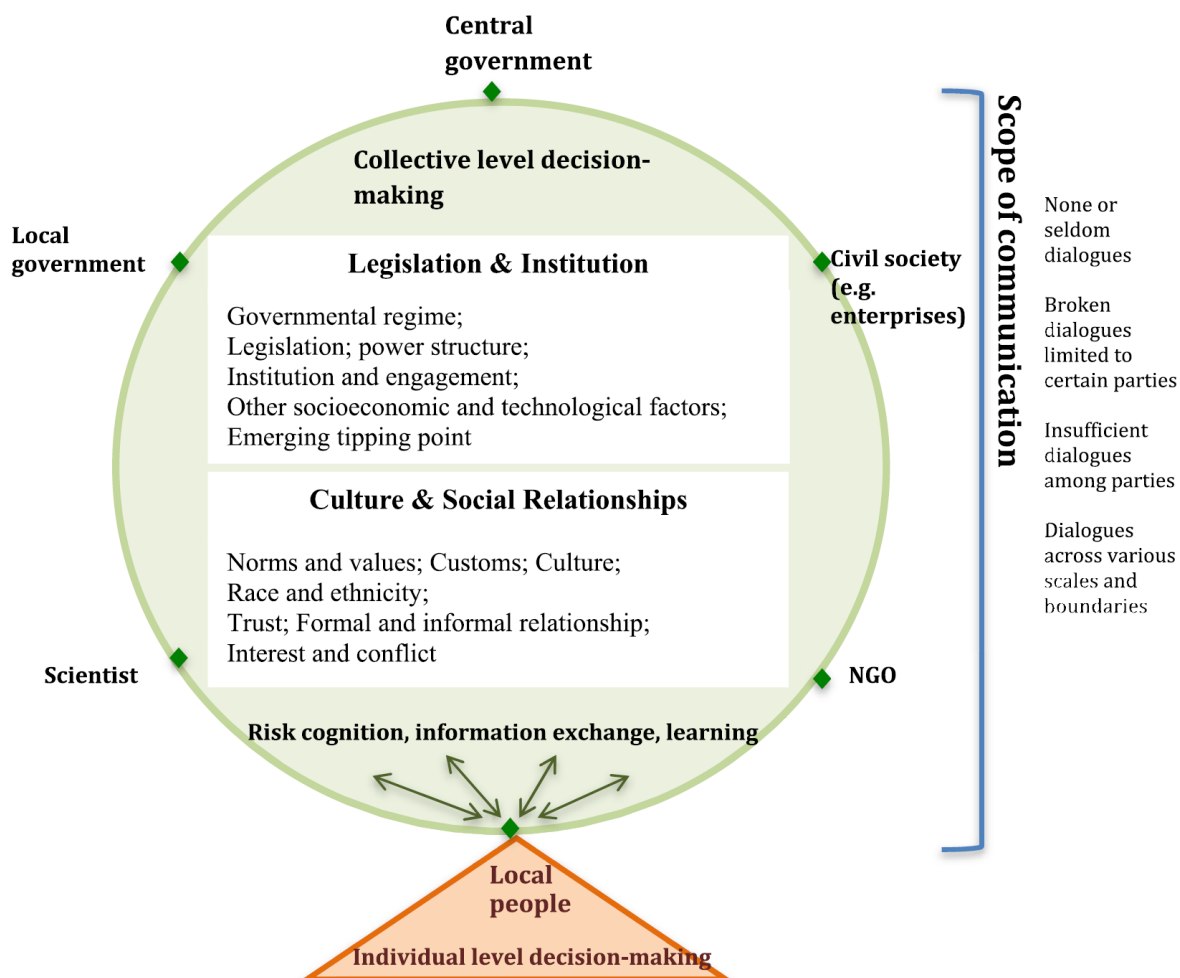 Central
government
Collective level decision-
making
Local
government
Civil society
(e.g.
enterprises)
Legislation & Institution
Governmental regime;
Legislation; power structure;
Institution and engagement;
Other socioeconomic and technological factors;
Emerging tipping point
Culture & Social Relationships
Norms and values; Customs; Culture;
Race and ethnicity;
Trust; Formal and informal relationship;
Interest and conflict
Scientist
NGO
Risk cognition, information exchange, learning
Local
people
Individual level decision-making
Scope of communication
None or
seldom
dialogues
Broken
dialogues
limited to
certain parties
Insufficient
dialogues
among parties
Dialogues
across various
scales and
boundaries